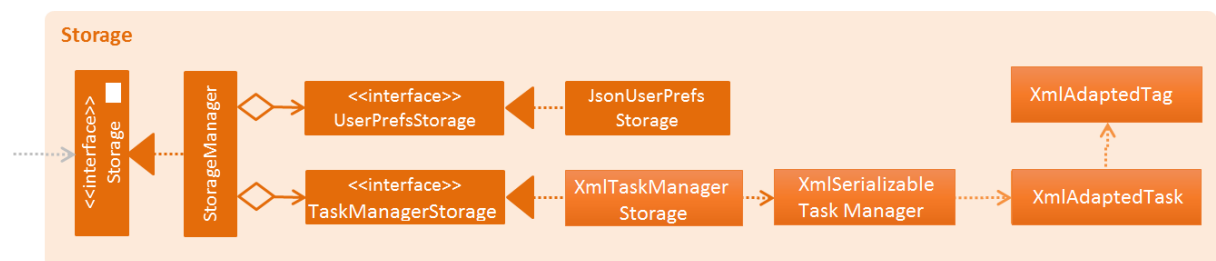 Storage
<<interface>>
Storage
StorageManager
<<interface>>
UserPrefsStorage
JsonUserPrefs
Storage
<<interface>>
TaskManagerStorage
XmlTaskManager
Storage
XmlSerializable
Task Manager
XmlAdaptedTag
XmlAdaptedTask